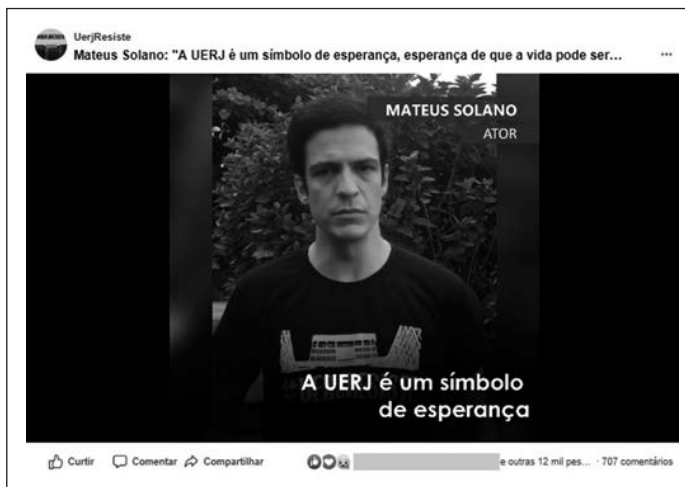 UerjResiste
Mateus Solano: "A UERJ é um símbolo de esperança, esperança de que a vida pode ser...
MATEUS SOLANO
ATOR
A UERJ é um símbolo
de esperança
Curtir Comentar Compartilhar e outras 12 mil pes... · 707 comentários